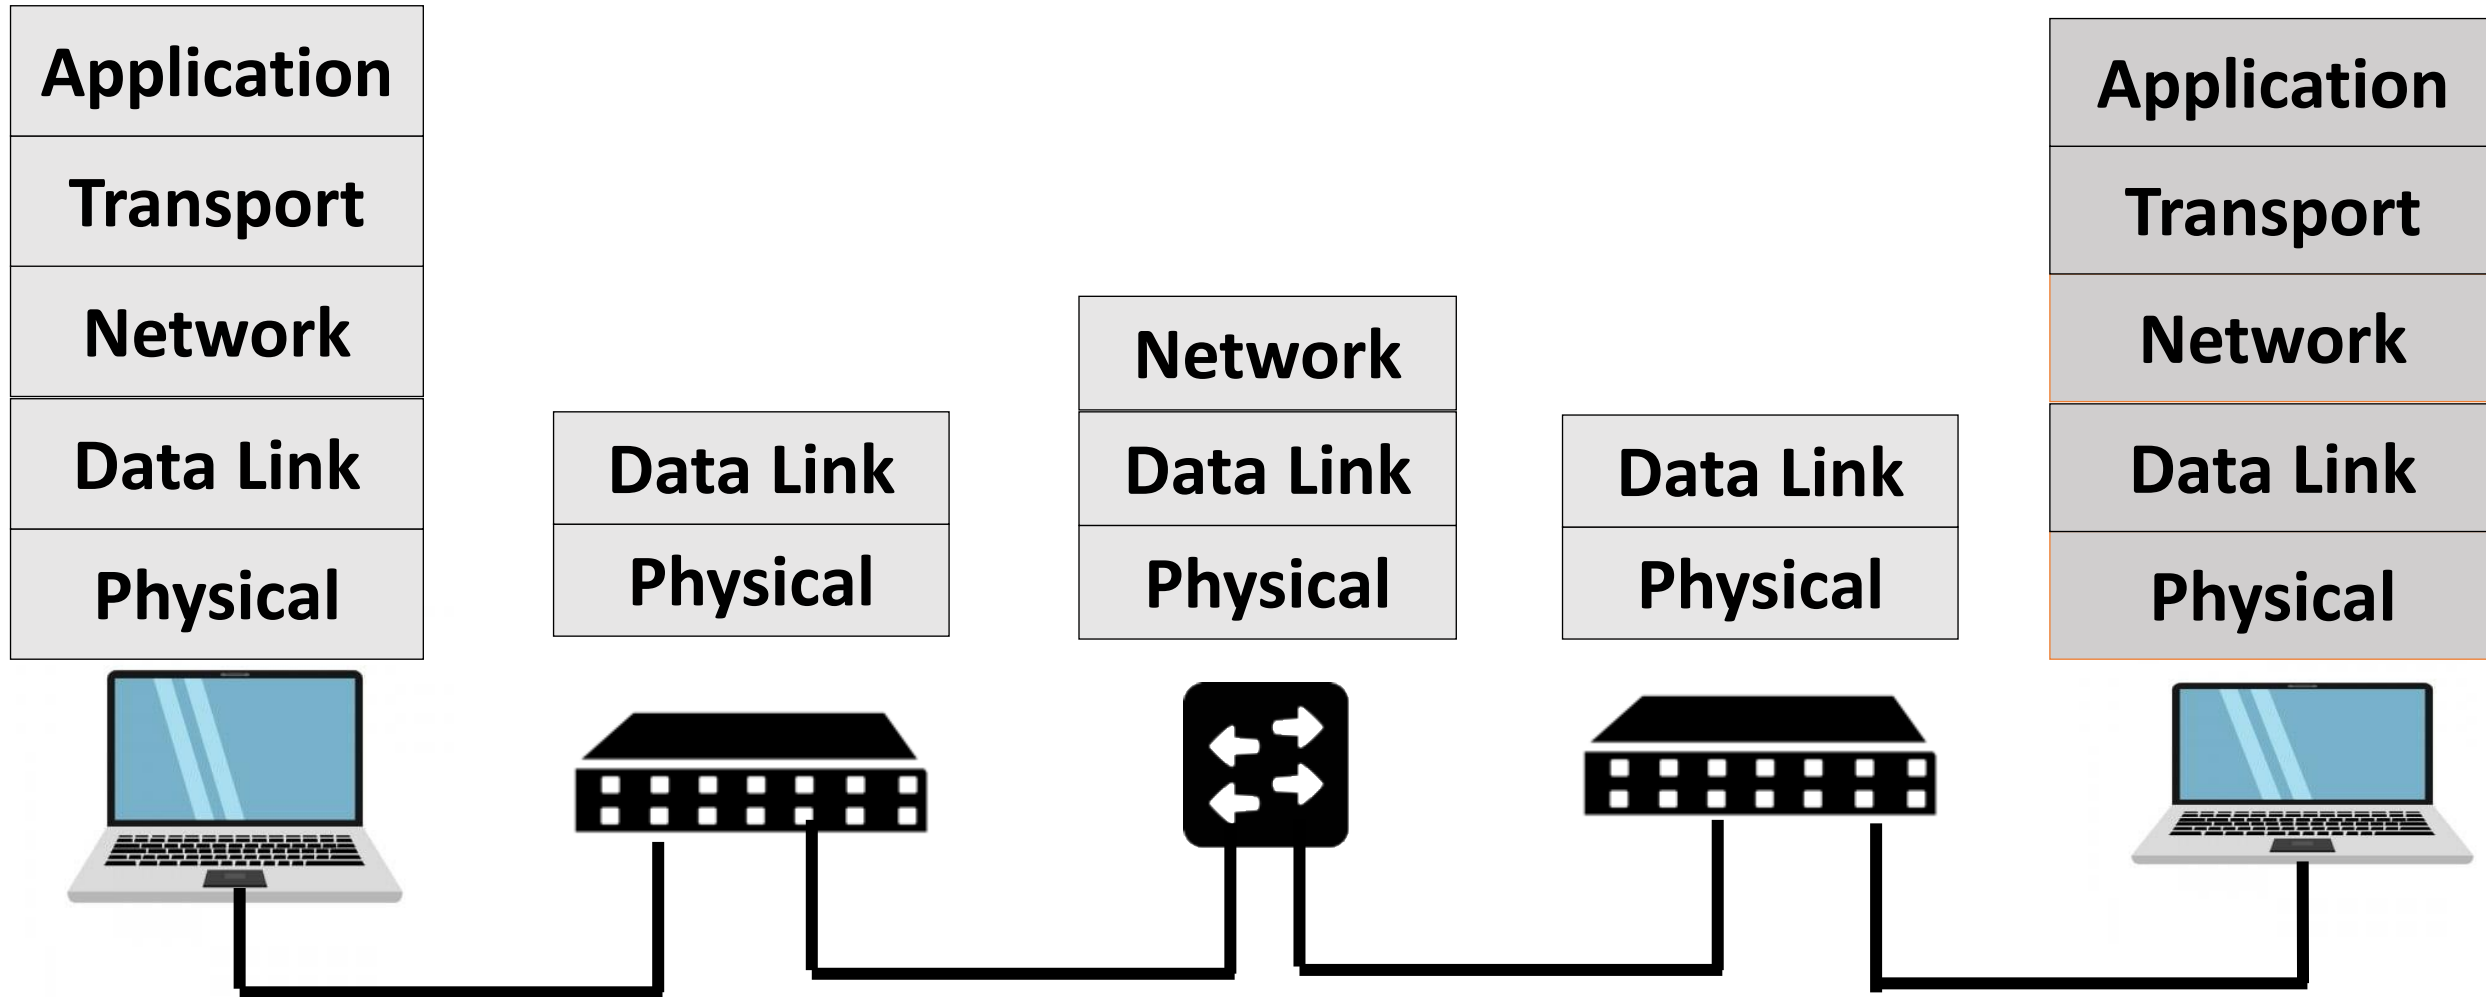 Application
Transport
Network
Data Link
Physical
Data Link
Physical
Network
Data Link
Physical
Data Link
Physical
Application
Transport
Network
Data Link
Physical